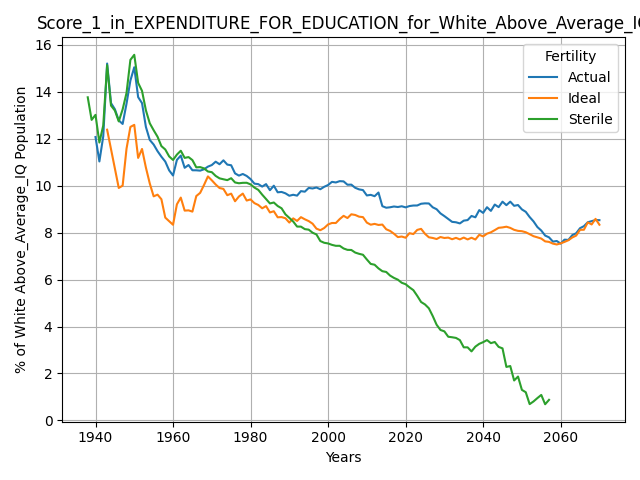 Score_1_in_EXPENDITURE_FOR_EDUCATION_for_White_Above_Average_IQ
Fertility
Actual
Ideal
Sterile
% of White Above_Average_IQ Population
16
14
12
10
8
6
4
2
0
1940 1960 1980 2000 2020 2040 2060
Years